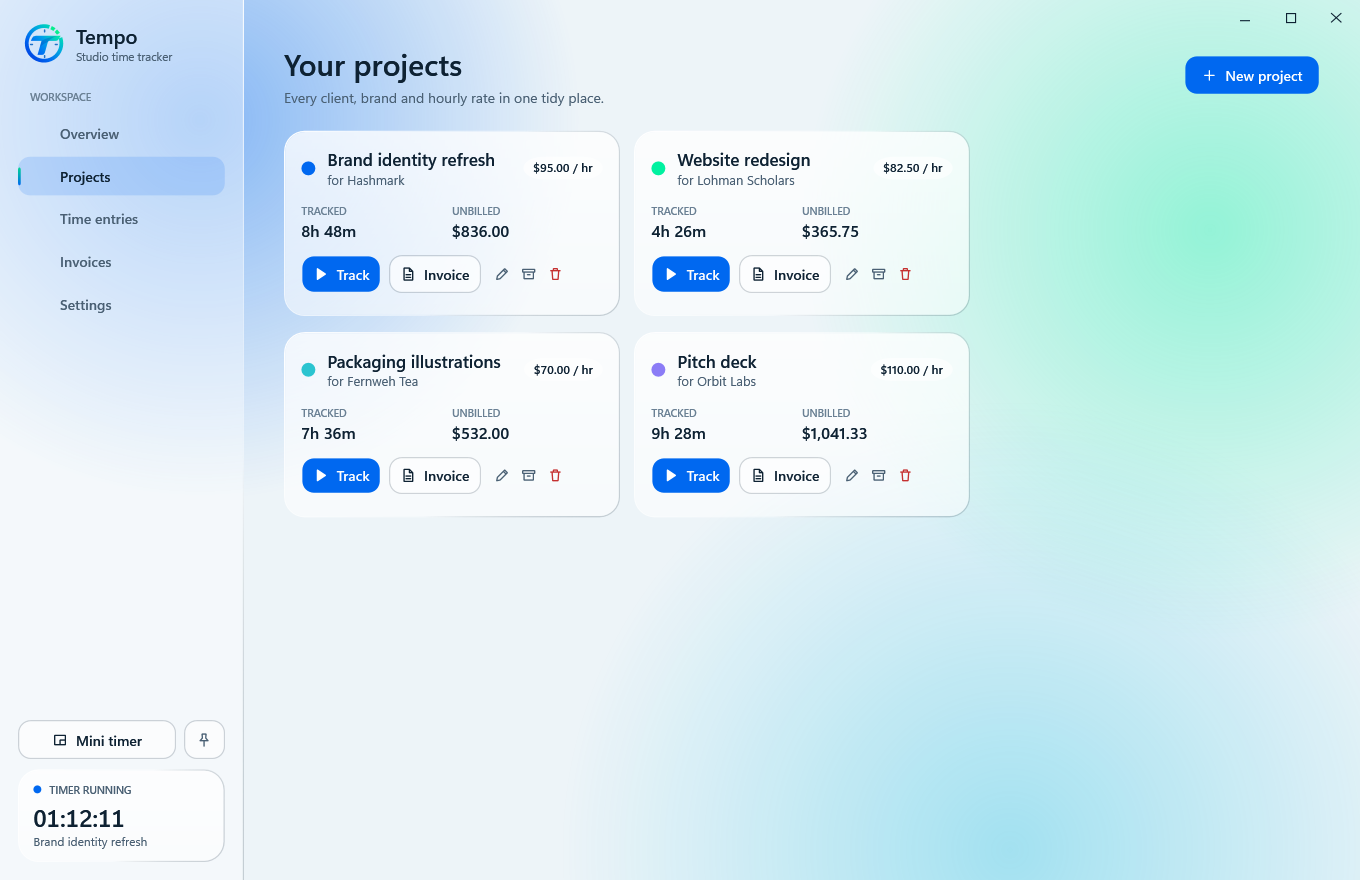 Tempo
Studio time tracker
WORKSPACE
Overview
Projects
Time entries
Invoices
Settings
Mini timer
TIMER RUNNING
01:12:11
Brand identity refresh
Your projects
Every client, brand and hourly rate in one tidy place.
New project
Brand identity refresh
for Hashmark
$95.00 / hr
TRACKED
UNBILLED
8h 48m
$836.00
Track
Invoice
Website redesign
for Lohman Scholars
$82.50 / hr
TRACKED
UNBILLED
4h 26m
$365.75
Track
Invoice
Packaging illustrations
for Fernweh Tea
$70.00 / hr
TRACKED
UNBILLED
7h 36m
$532.00
Track
Invoice
Pitch deck
for Orbit Labs
$110.00 / hr
TRACKED
UNBILLED
9h 28m
$1,041.33
Track
Invoice